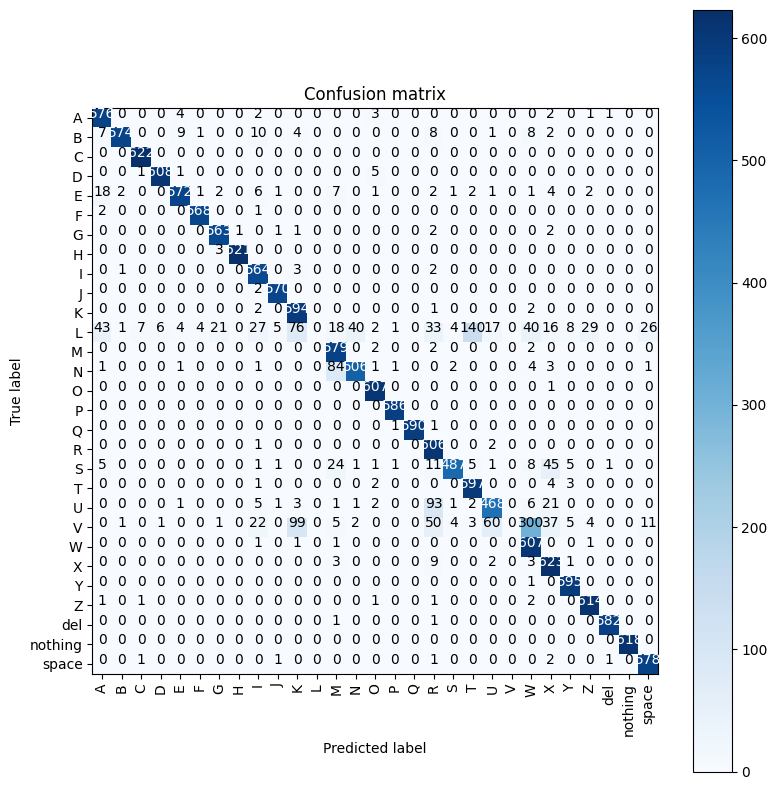 Confusion matrix
A 576 0 0 0 4 0 0 0 2 0 0 0 0 0 3 0 0 0 0 0 0 0 0 2 0 1 1 0 0
B 7 574 0 0 9 1 0 0 10 0 4 0 0 0 0 0 0 8 0 0 1 0 8 2 0 0 0 0 0
C 0 0 622 0 0 0 0 0 0 0 0 0 0 0 0 0 0 0 0 0 0 0 0 0 0 0 0 0 0
D 0 0 1 608 1 0 0 0 0 0 0 0 0 0 5 0 0 0 0 0 0 0 0 0 0 0 0 0 0
E 18 2 0 0 572 1 2 0 6 1 0 0 7 0 1 0 0 2 1 2 1 0 1 4 0 2 0 0 0
F 2 0 0 0 0 568 0 0 1 0 0 0 0 0 0 0 0 0 0 0 0 0 0 0 0 0 0 0 0
G 0 0 0 0 0 0 563 1 0 1 1 0 0 0 0 0 0 2 0 0 0 0 0 2 0 0 0 0 0
H 0 0 0 0 0 0 3 621 0 0 0 0 0 0 0 0 0 0 0 0 0 0 0 0 0 0 0 0 0
I 0 1 0 0 0 0 0 0 564 0 3 0 0 0 0 0 0 2 0 0 0 0 0 0 0 0 0 0 0
J 0 0 0 0 0 0 0 0 2 570 0 0 0 0 0 0 0 0 0 0 0 0 0 0 0 0 0 0 0
K 0 0 0 0 0 0 0 0 2 0 594 0 0 0 0 0 0 1 0 0 0 0 2 0 0 0 0 0 0
L 43 1 7 6 4 4 21 0 27 5 76 0 18 40 2 1 0 33 4 140 17 0 40 16 8 29 0 0 26
M 0 0 0 0 0 0 0 0 0 0 0 0 579 0 2 0 0 2 0 0 0 0 2 0 0 0 0 0 0
N 1 0 0 0 1 0 0 0 1 0 0 0 84 506 0 1 0 0 2 0 0 0 4 3 0 0 0 0 1
O 0 0 0 0 0 0 0 0 0 0 0 0 0 0 607 0 0 0 0 0 0 0 0 1 0 0 0 0 0
P 0 0 0 0 0 0 0 0 0 0 0 0 0 0 0 586 0 0 0 0 0 0 0 0 0 0 0 0 0
Q 0 0 0 0 0 0 0 0 0 0 0 0 0 0 0 1 590 1 0 0 0 0 0 0 0 0 0 0 0
R 0 0 0 0 0 0 0 0 1 0 0 0 0 0 0 0 0 606 0 0 2 0 0 0 0 0 0 0 0
S 5 0 0 0 0 0 0 0 1 1 0 0 24 1 1 1 0 11 487 5 1 0 8 45 5 0 1 0 0
T 0 0 0 0 0 0 0 0 1 0 0 0 0 0 2 0 0 0 0 597 0 0 0 4 3 0 0 0 0
U 0 0 0 0 1 0 0 0 5 1 3 0 1 1 2 0 0 93 1 2 468 0 6 21 0 0 0 0 0
V 0 1 0 1 0 0 1 0 22 0 99 0 5 0 2 0 0 50 4 3 60 0 300 37 5 4 0 0 11
W 0 0 0 0 0 0 0 0 1 0 1 0 1 0 0 0 0 0 0 0 0 0 607 0 0 1 0 0 0
X 0 0 0 0 0 0 0 0 0 0 0 0 3 0 0 0 0 9 0 0 2 0 3 623 1 0 0 0 0
Y 0 0 0 0 0 0 0 0 0 0 0 0 0 0 0 0 0 0 0 0 0 0 1 0 595 0 0 0 0
Z 1 0 1 0 0 0 0 0 0 0 0 0 0 0 1 0 0 1 0 0 0 0 2 0 0 614 0 0 0
del 0 0 0 0 0 0 0 0 0 0 0 0 1 0 0 0 0 1 0 0 0 0 0 0 0 0 582 0 0
nothing 0 0 0 0 0 0 0 0 0 0 0 0 0 0 0 0 0 0 0 0 0 0 0 0 0 0 0 618 0
space 0 0 1 0 0 0 0 0 0 1 0 0 0 0 0 0 0 1 0 0 0 0 0 2 0 0 1 0 578
A B C D E F G H I J K L M N O P Q R S T U V W X Y Z del nothing space
True label
Predicted label
600
500
400
300
200
100
0